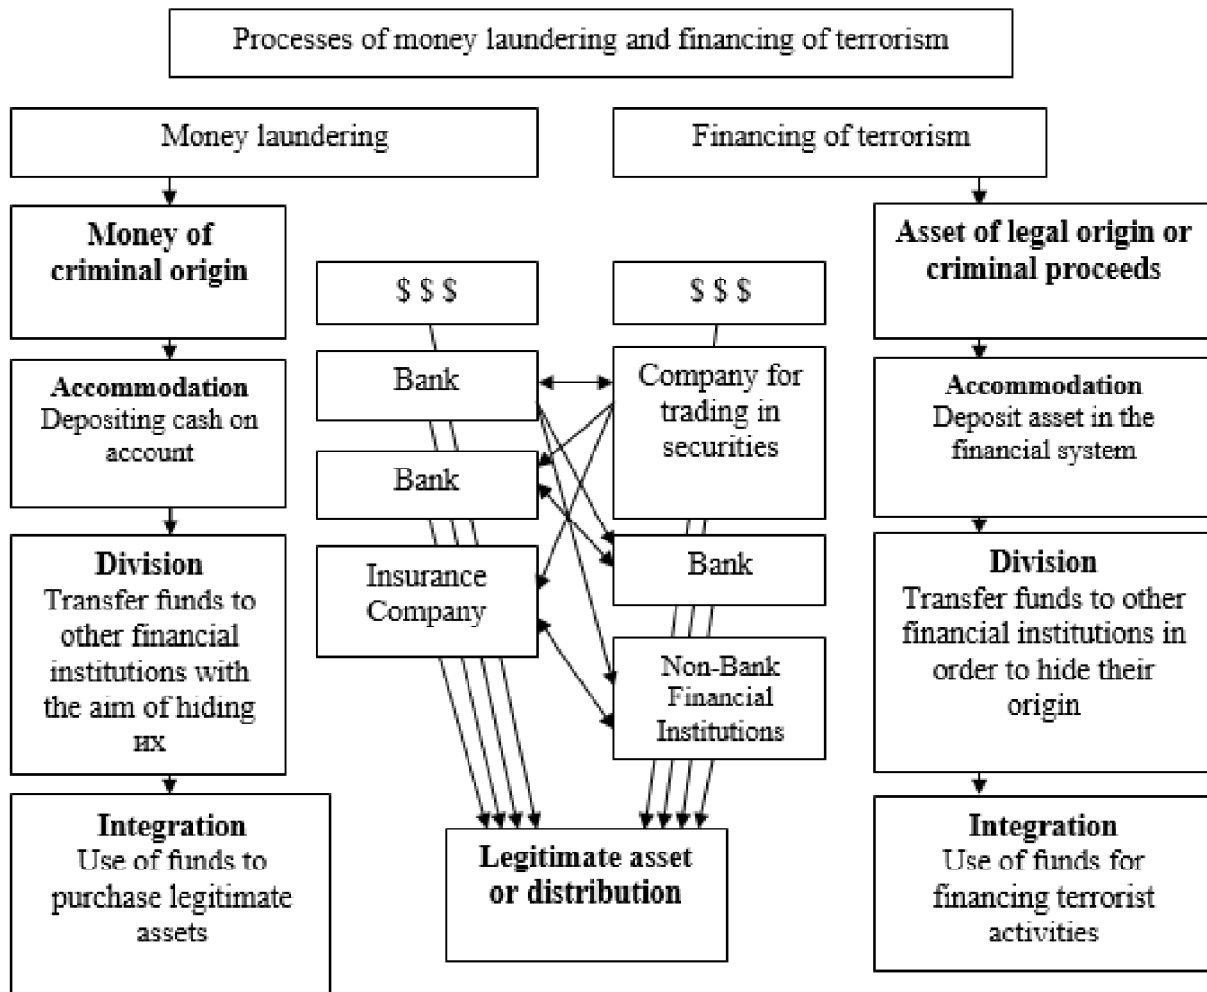 Processes of money laundering and financing of terrorism
Money laundering
Financing of terrorism
Money of
criminal origin
Accommodation
Depositing cash on
account
Division
Transfer funds to
other financial
institutions with
the aim of hiding
их
Integration
Use of funds to
purchase legitimate
assets
$ $ $
Bank
Bank
Insurance
Company
$ $ $
Company for
trading in
securities
Bank
Non-Bank
Financial
Institutions
Legitimate asset
or distribution
Asset of legal origin or
criminal proceeds
Accommodation
Deposit asset in the
financial system
Division
Transfer funds to other
financial institutions in
order to hide their
origin
Integration
Use of funds for
financing terrorist
activities